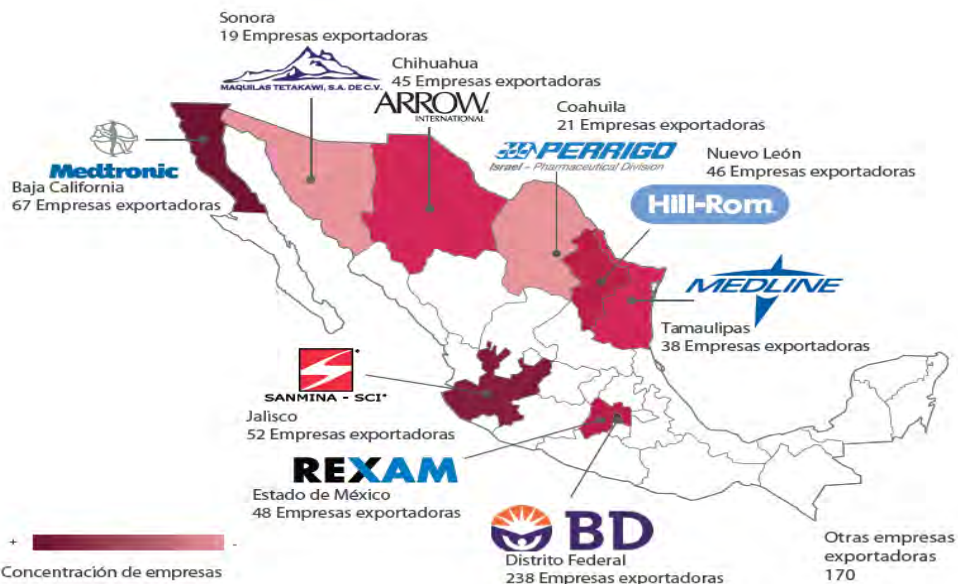 Sonora
19 Empresas exportadoras
MAQUILAS TETAKAWI, S.A. DE C.V.
Chihuahua
45 Empresas exportadoras
ARROW
INTERNATIONAL
Coahuila
21 Empresas exportadoras
PERRIGO
Israel - Pharmaceutical Division
Nuevo León
46 Empresas exportadoras
Hill-Rom
Medtronic
Baja California
67 Empresas exportadoras
MEDLINE
Tamaulipas
38 Empresas exportadoras
SANMINA - SCI
Jalisco
52 Empresas exportadoras
REXAM
Estado de México
48 Empresas exportadoras
BD
Distrito Federal
238 Empresas exportadoras
+ -
Concentración de empresas
Otras empresas
exportadoras
170